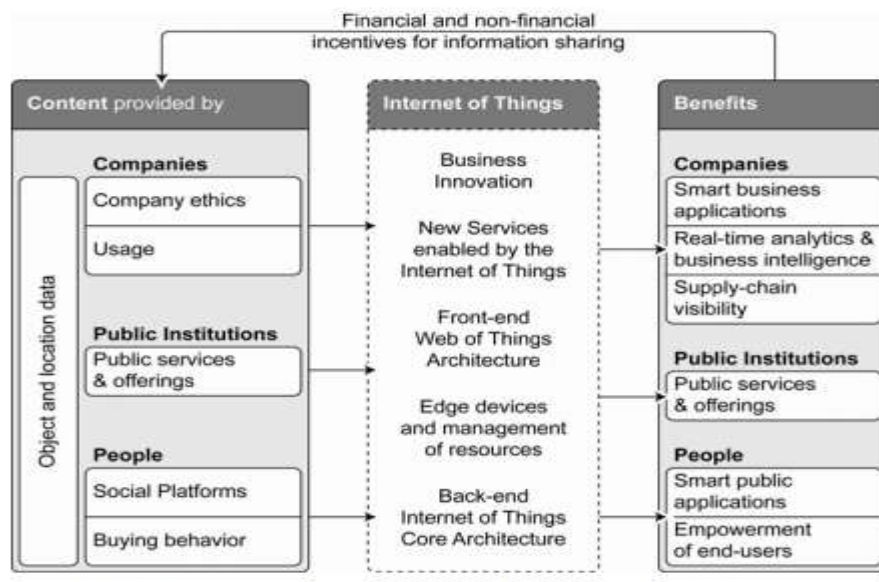 Financial and non-financial
incentives for information sharing
Content provided by
Companies
Company ethics
Usage
Public Institutions
Public services
& offerings
People
Social Platforms
Buying behavior
Object and location data
Internet of Things
Business
Innovation
New Services
enabled by the
Internet of Things
Front-end
Web of Things
Architecture
Edge devices
and management
of resources
Back-end
Internet of Things
Core Architecture
Benefits
Companies
Smart business
applications
Real-time analytics &
business intelligence
Supply-chain
visibility
Public Institutions
Public services
& offerings
People
Smart public
applications
Empowerment
of end-users